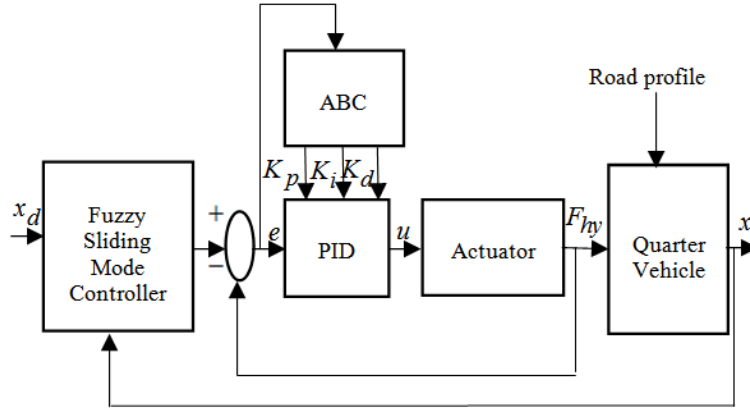 ABC
Road profile
K_p K_i K_d
x_d
Fuzzy
Sliding
Mode
Controller
+
−
e
PID
u
Actuator
F_hy
Quarter
Vehicle
x